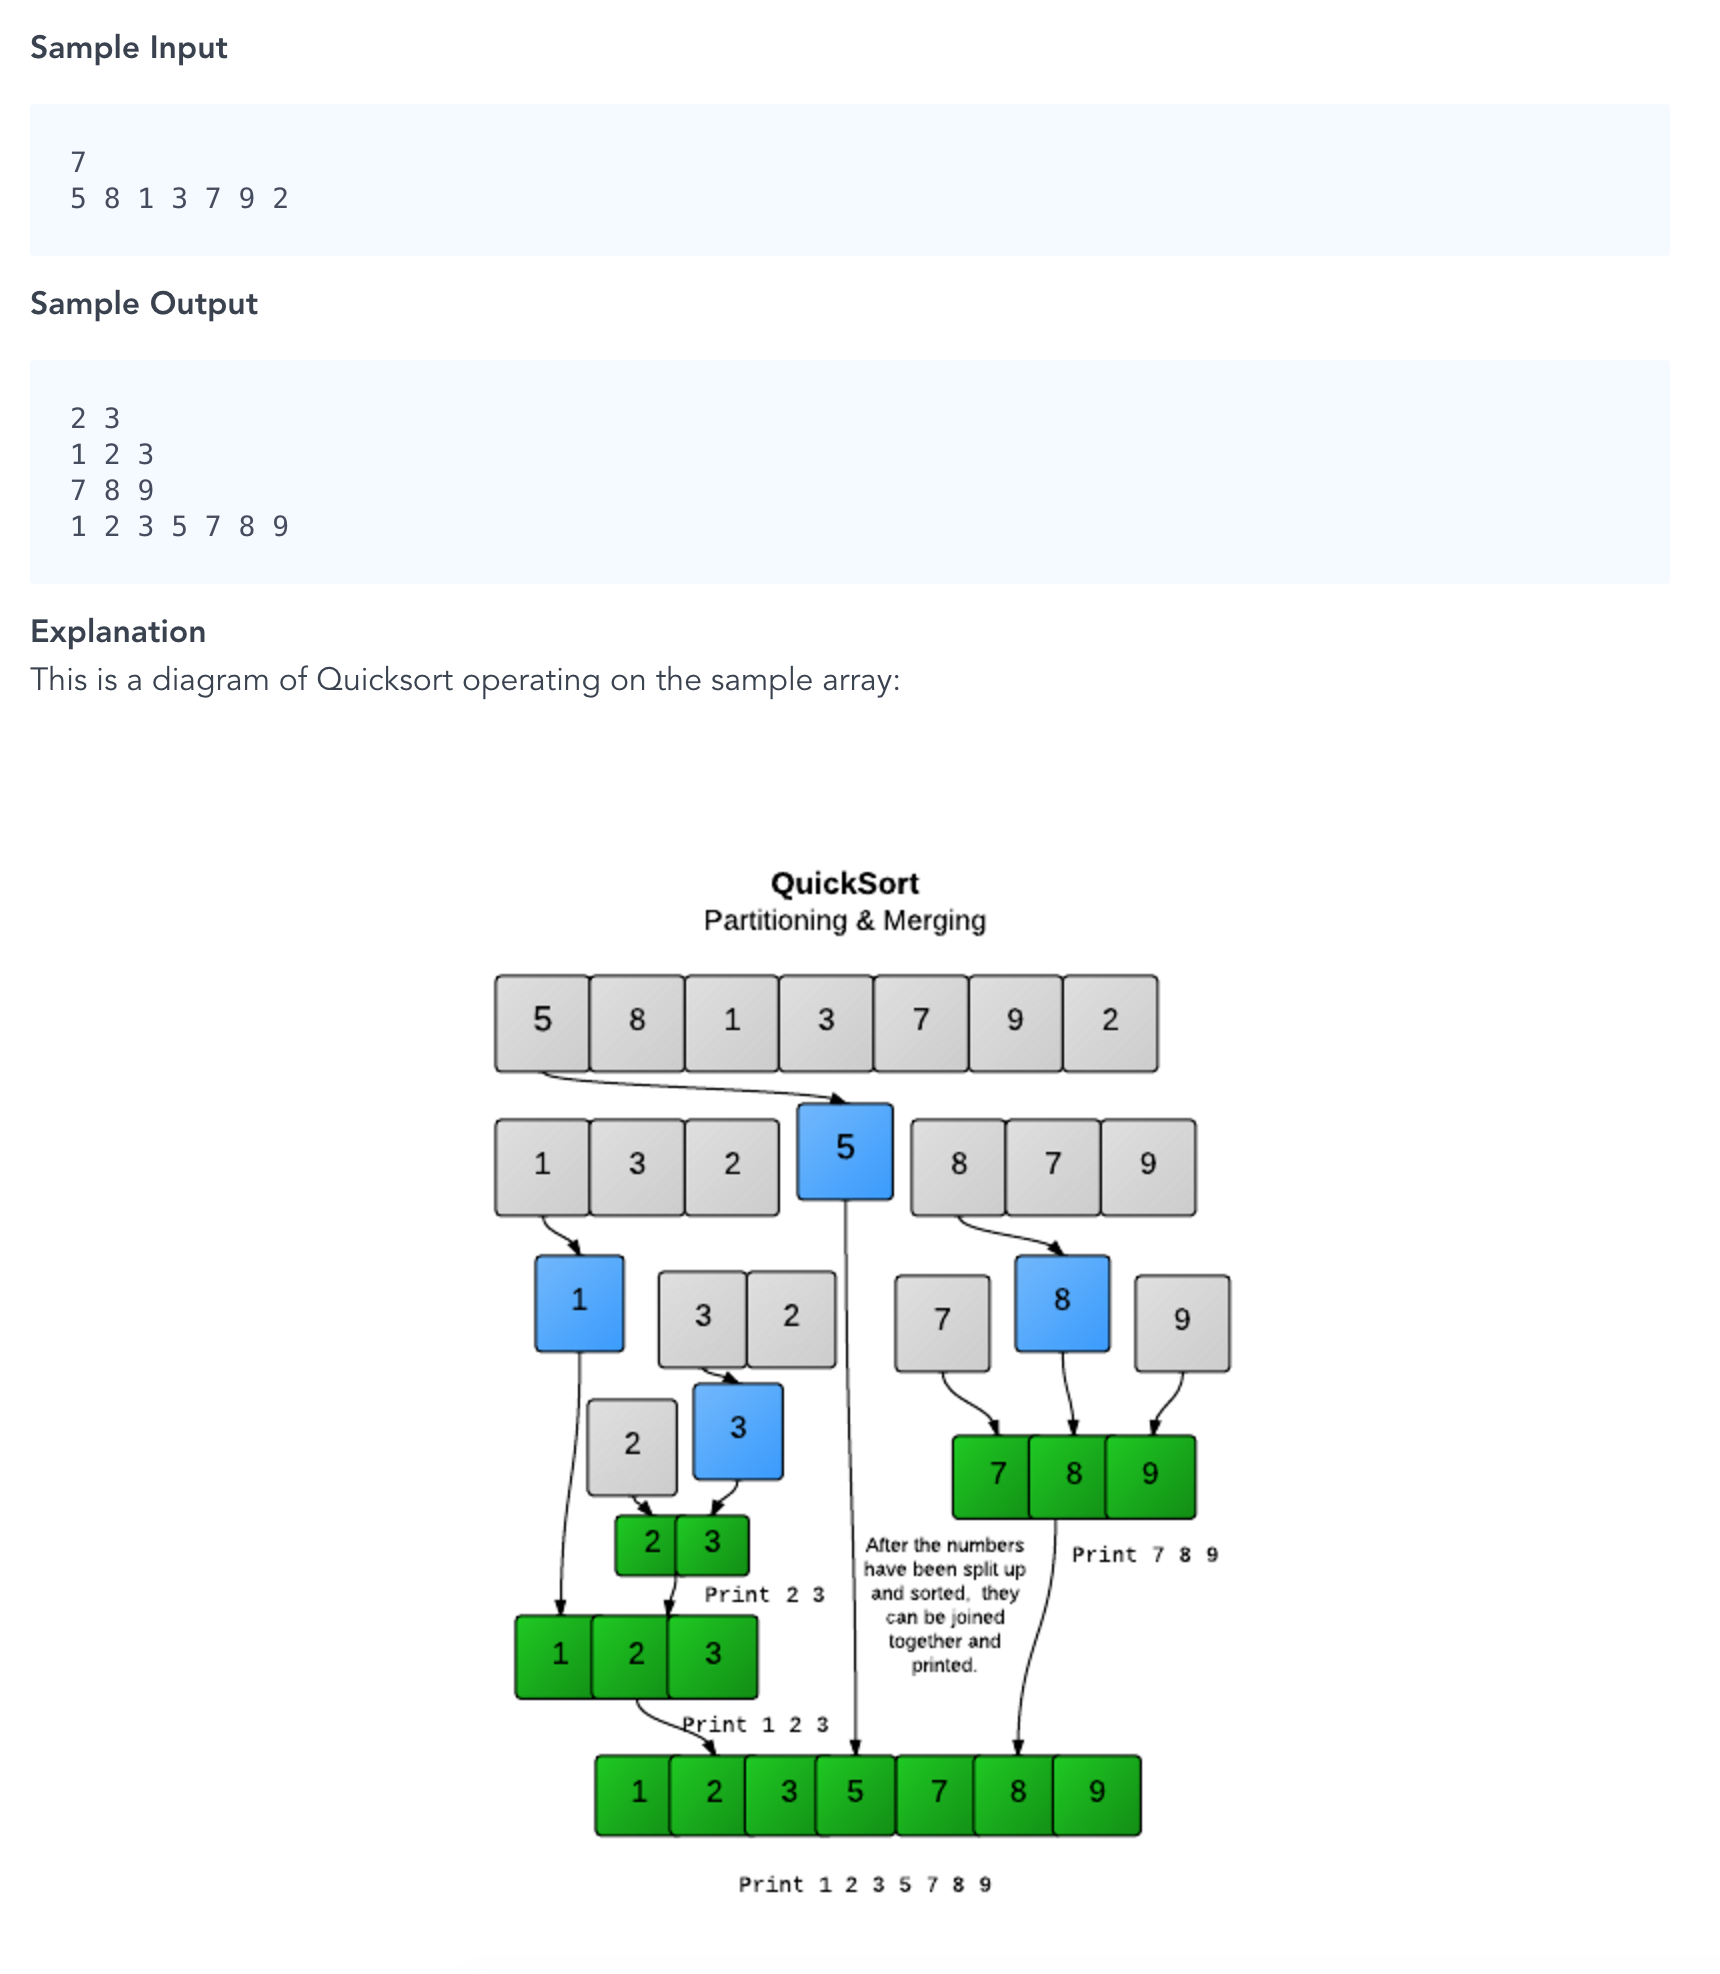 Sample Input
7
5 8 1 3 7 9 2
Sample Output
2 3
1 2 3
7 8 9
1 2 3 5 7 8 9
Explanation
This is a diagram of Quicksort operating on the sample array:
QuickSort
Partitioning & Merging
5 8 1 3 7 9 2
1 3 2 5 8 7 9
1 3 2 7 8 9
2 3
7 8 9
2 3
Print 2 3
After the numbers
have been split up
and sorted, they
can be joined
together and
printed.
Print 7 8 9
1 2 3
Print 1 2 3
1 2 3 5 7 8 9
Print 1 2 3 5 7 8 9